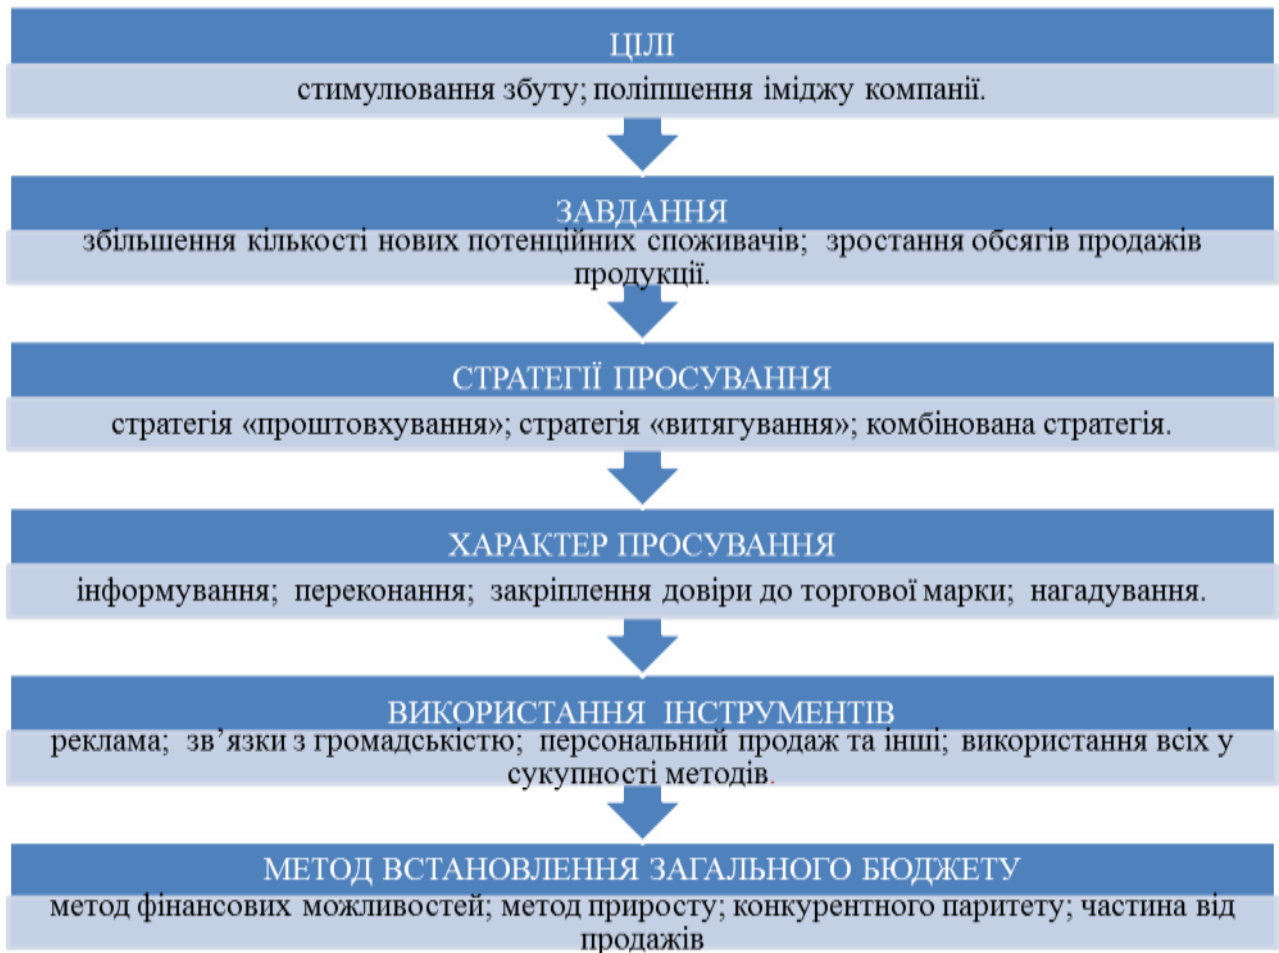 ЦІЛІ
стимулювання збуту; поліпшення іміджу компанії.
ЗАВДАННЯ
збільшення кількості нових потенційних споживачів; зростання обсягів продажів
продукції.
СТРАТЕГІЇ ПРОСУВАННЯ
стратегія «проштовхування»; стратегія «витягування»; комбінована стратегія.
ХАРАКТЕР ПРОСУВАННЯ
інформування; переконання; закріплення довіри до торгової марки; нагадування.
ВИКОРИСТАННЯ ІНСТРУМЕНТІВ
реклама; зв’язки з громадськістю; персональний продаж та інші; використання всіх у
сукупності методів.
МЕТОД ВСТАНОВЛЕННЯ ЗАГАЛЬНОГО БЮДЖЕТУ
метод фінансових можливостей; метод приросту; конкурентного паритету; частина від
продажів